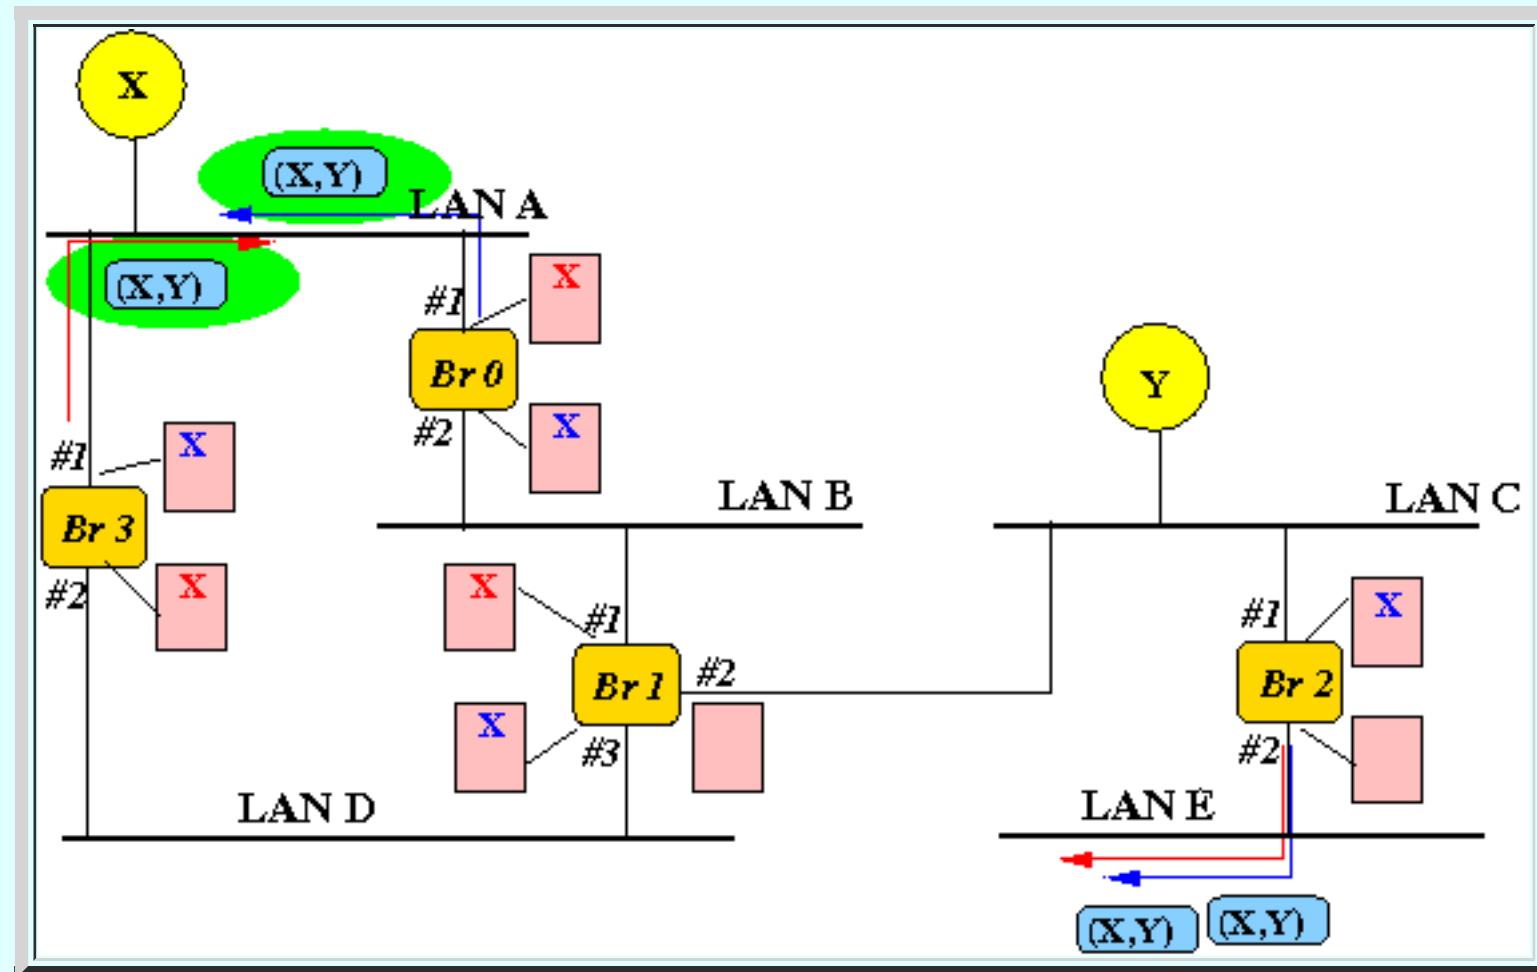 X
(X,Y)
LAN A
(X,Y)
#1
X
Br 0
#2
X
Y
#1
X
Br 3
#2
X
LAN B
LAN C
X
#1
Br 1
#2
X
#3
#1
X
Br 2
#2
LAN D
LAN E
(X,Y)
(X,Y)